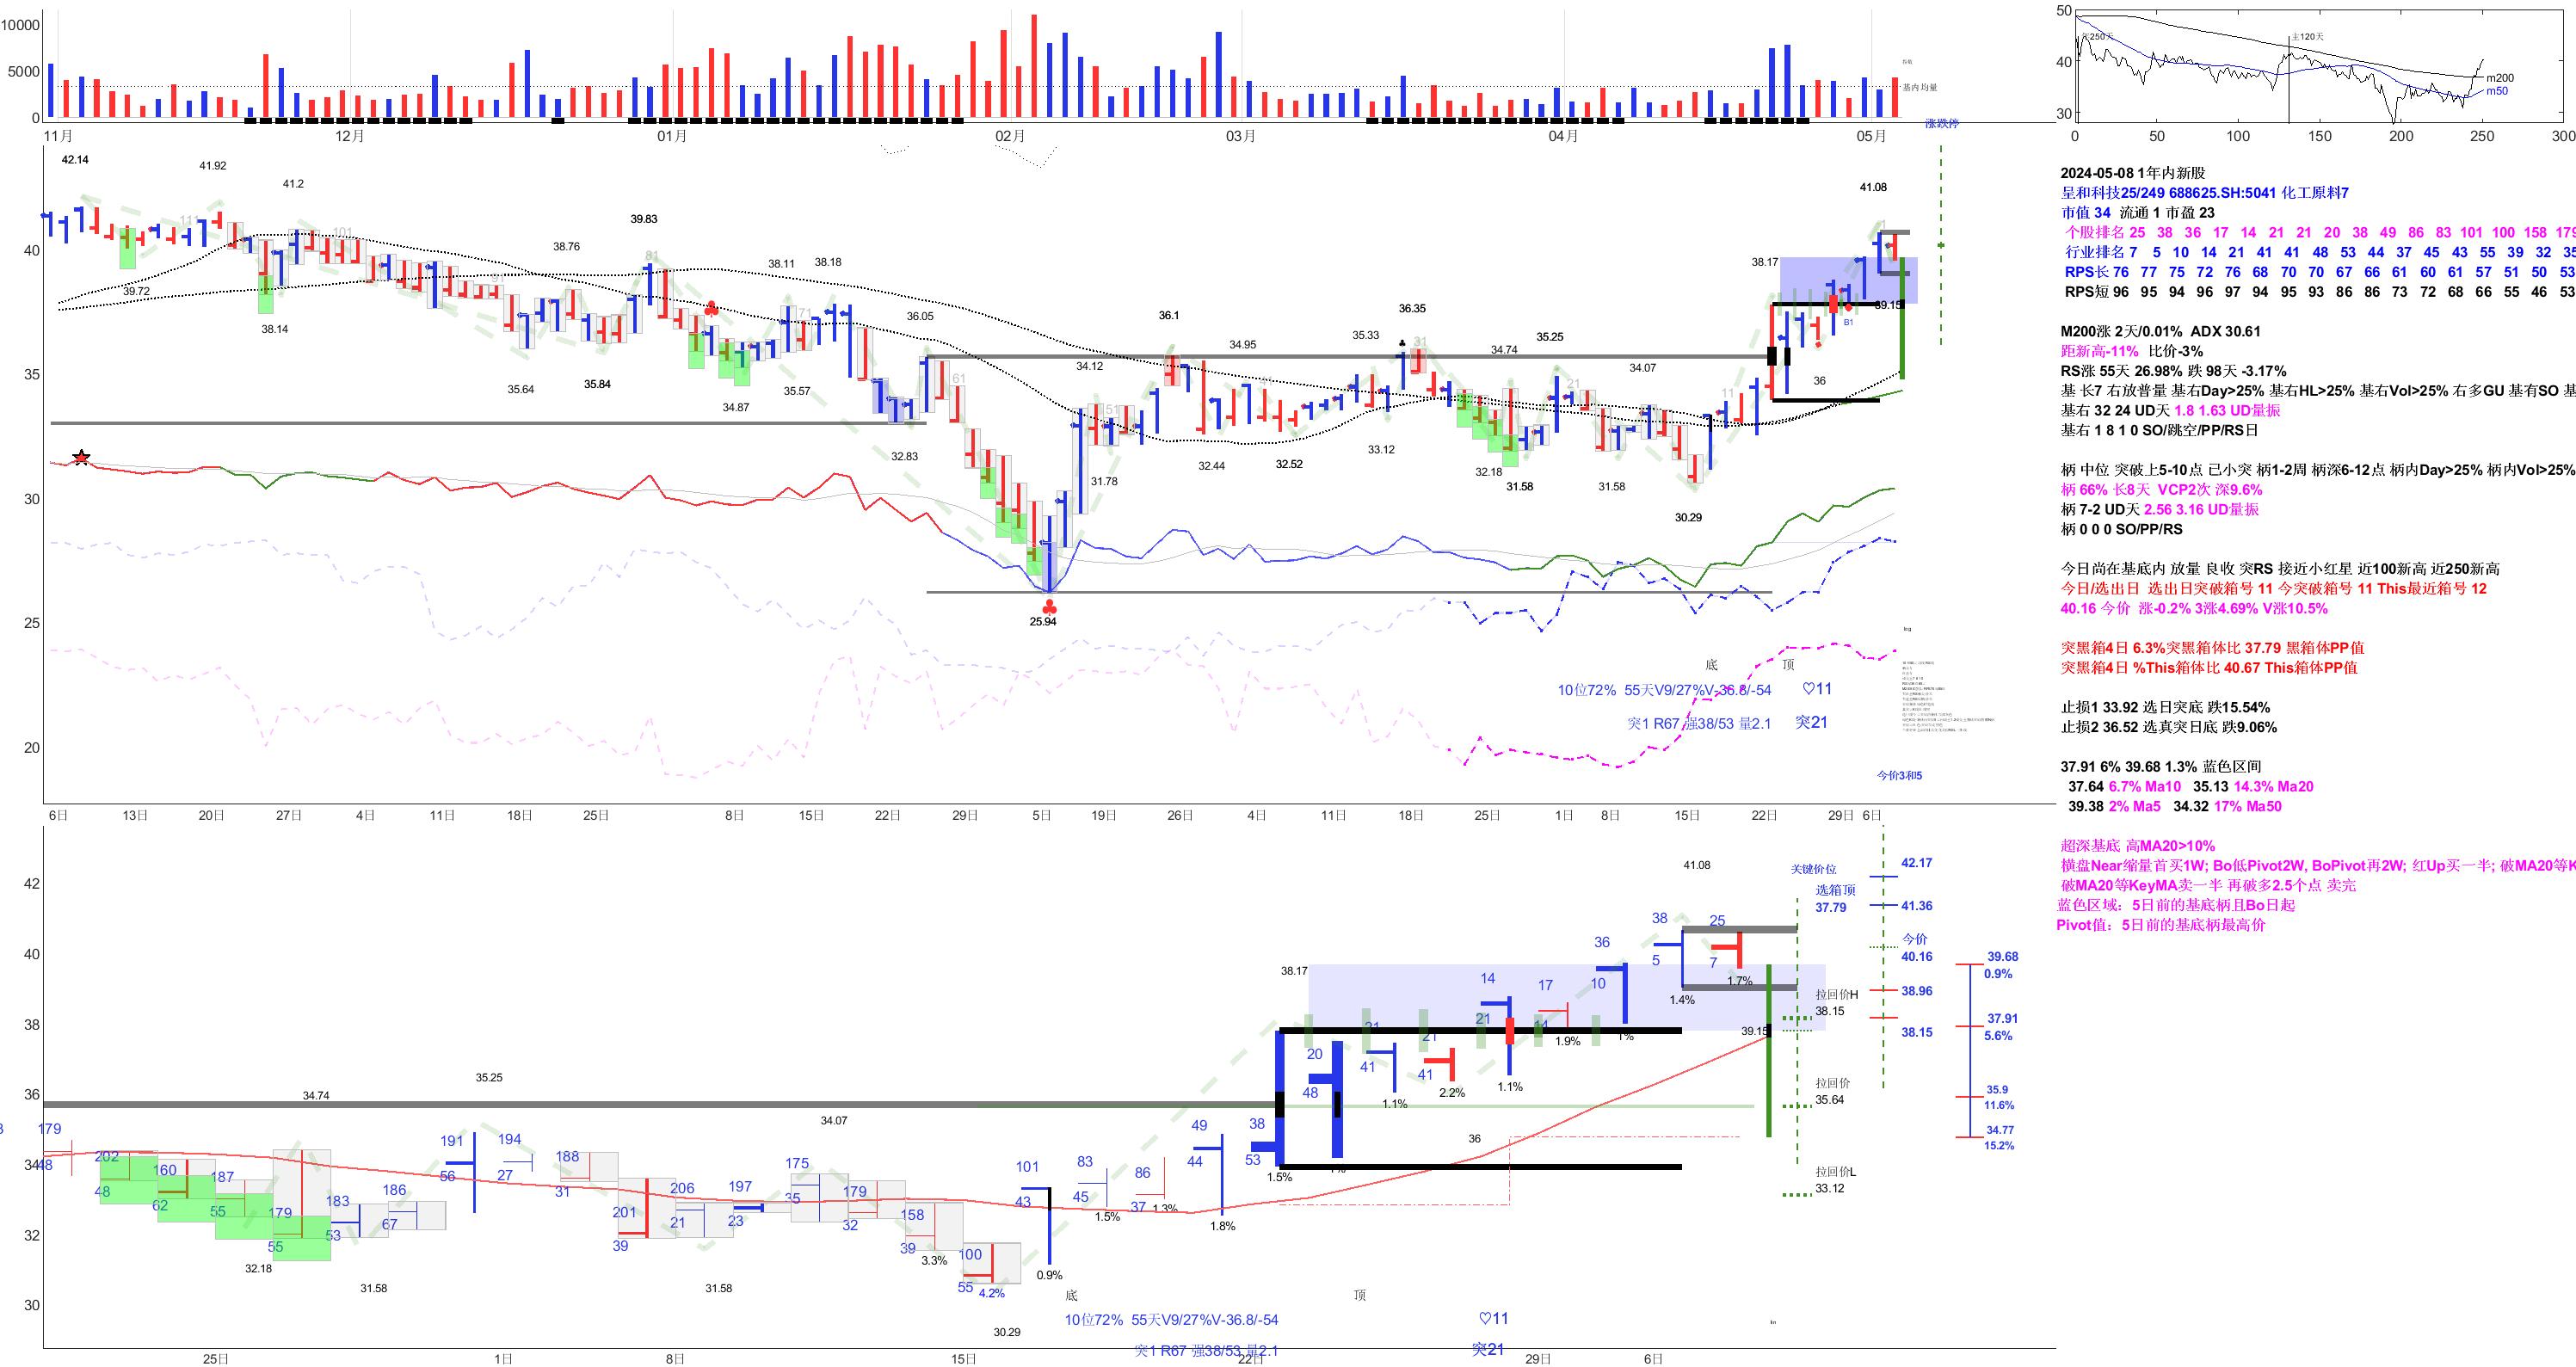 10000
5000
0
基内均量
11月 12月 01月 02月 03月 04月 05月
涨跌停
42.14 41.92 41.2 39.83 41.08
40
39.72 38.14 38.76 38.11 38.18 38.17 39.15
35
35.64 35.84 34.87 35.57 36.05 36.1 36.35 34.12 34.95 35.33 34.74 35.25 34.07 36
B1
32.83 31.78 32.44 32.52 33.12 32.18 31.58 31.58 30.29
30
25
25.94
底 顶
10位72% 55天V9/27%V-36.8/-54 ♡11
突1 R67 强38/53 量2.1 突21
20
今价3和5
6日 13日 20日 27日 4日 11日 18日 25日 8日 15日 22日 29日 5日 19日 26日 4日 11日 18日 25日 1日 8日 15日 22日 29日 6日
50
40
30
年250天
主120天
m200
m50
0 50 100 150 200 250 300
2024-05-08 1年内新股
呈和科技25/249 688625.SH:5041 化工原料7
市值 34 流通 1 市盈 23
个股排名 25 38 36 17 14 21 21 20 38 49 86 83 101 100 158 179
行业排名 7 5 10 14 21 41 41 48 53 44 37 45 43 55 39 32 35
RPS长 76 77 75 72 76 68 70 70 67 66 61 60 61 57 51 50 53
RPS短 96 95 94 96 97 94 95 93 86 86 73 72 68 66 55 46 53
M200涨 2天/0.01% ADX 30.61
距新高-11% 比价-3%
RS涨 55天 26.98% 跌 98天 -3.17%
基 长7 右放普量 基右Day>25% 基右HL>25% 基右Vol>25% 右多GU 基有SO 基
基右 32 24 UD天 1.8 1.63 UD量振
基右 1 8 1 0 SO/跳空/PP/RS日
柄 中位 突破上5-10点 已小突 柄1-2周 柄深6-12点 柄内Day>25% 柄内Vol>25%
柄 66% 长8天 VCP2次 深9.6%
柄 7-2 UD天 2.56 3.16 UD量振
柄 0 0 0 SO/PP/RS
今日尚在基底内 放量 良收 突RS 接近小红星 近100新高 近250新高
今日/选出日 选出日突破箱号 11 今突破箱号 11 This最近箱号 12
40.16 今价 涨-0.2% 3涨4.69% V涨10.5%
突黑箱4日 6.3%突黑箱体比 37.79 黑箱体PP值
突黑箱4日 %This箱体比 40.67 This箱体PP值
止损1 33.92 选日突底 跌15.54%
止损2 36.52 选真突日底 跌9.06%
37.91 6% 39.68 1.3% 蓝色区间
37.64 6.7% Ma10 35.13 14.3% Ma20
39.38 2% Ma5 34.32 17% Ma50
超深基底 高MA20>10%
横盘Near缩量首买1W; Bo低Pivot2W, BoPivot再2W; 红Up买一半; 破MA20等K
破MA20等KeyMA卖一半 再破多2.5个点 卖完
蓝色区域：5日前的基底柄且Bo日起
Pivot值：5日前的基底柄最高价
42
40
38
36
34
32
30
41.08
关键价位
选箱顶
37.79
42.17
41.36
今价
40.16
39.68
0.9%
38.96
拉回价H
38.15
38.15
37.91
5.6%
拉回价
35.64
35.9
11.6%
34.77
15.2%
拉回价L
33.12
38.17
39.15
36
34.74 35.25 34.07
32.18 31.58 31.58 30.29
179 202 160 187 179 183 186 191 194 188 201 206 197 175 179 158 100 101 83 86 49 38 20 21 21 14 17 36 38 25
48 48 62 55 55 53 67 56 27 31 39 21 23 35 32 39 55 43 45 37 44 53 48 41 41 21 14 10 5 7
3.3% 4.2% 0.9% 1.5% 1.3% 1.8% 1.5% 1% 1.1% 2.2% 1.1% 1.9% 1% 1.4% 1.7%
底 顶
10位72% 55天V9/27%V-36.8/-54 ♡11
突1 R67 强38/53 量2.1 突21
25日 1日 8日 15日 22日 29日 6日